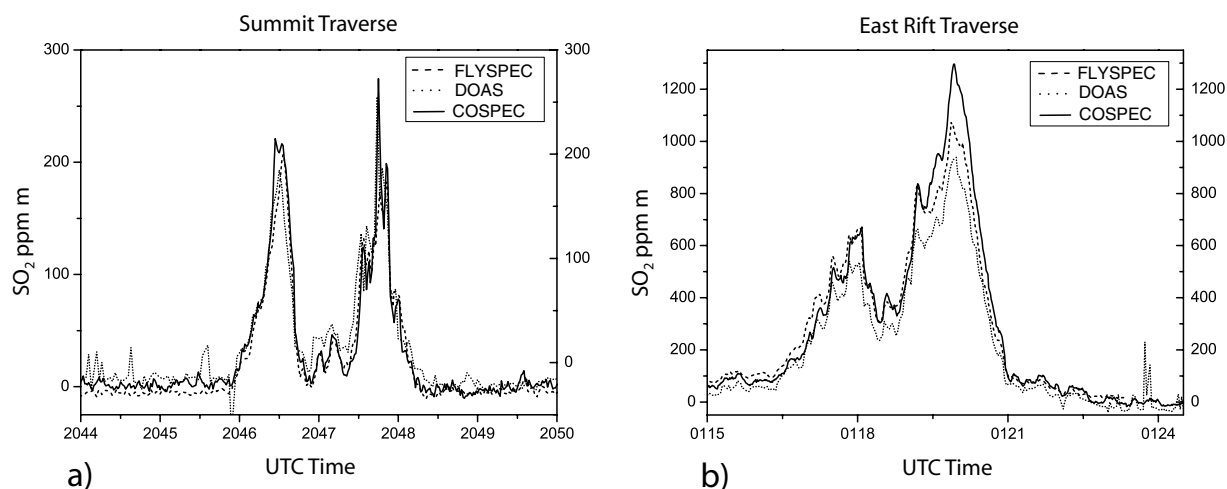 Summit Traverse
300
200
100
0
SO2 ppm m
300
200
100
0
FLYSPEC
DOAS
COSPEC
2044 2045 2046 2047 2048 2049 2050
UTC Time
a)
East Rift Traverse
1200
1000
800
600
400
200
0
SO2 ppm m
1200
1000
800
600
400
200
0
FLYSPEC
DOAS
COSPEC
0115 0118 0121 0124
UTC Time
b)